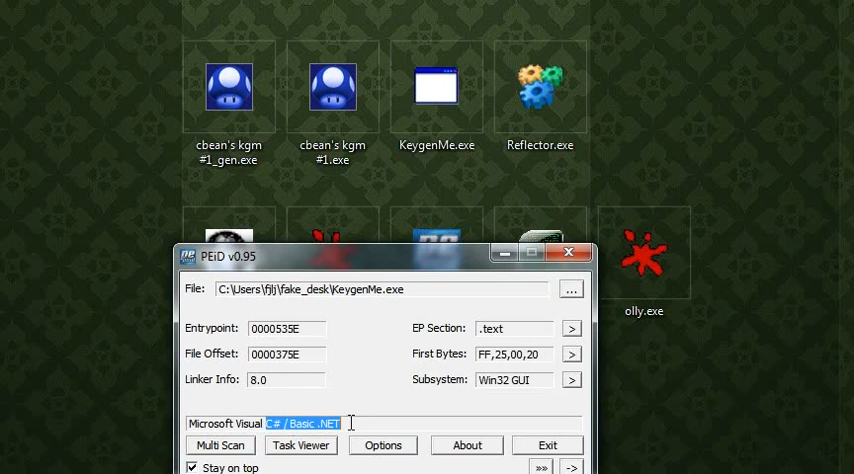 cbean's kgm
#1_gen.exe
cbean's kgm
#1.exe
KeygenMe.exe
Reflector.exe
olly.exe
PEiD v0.95
File: C:\Users\fjlj\fake_desk\KeygenMe.exe ...
Entrypoint: 0000535E EP Section: .text >
File Offset: 0000375E First Bytes: FF,25,00,20 >
Linker Info: 8.0 Subsystem: Win32 GUI >
Microsoft Visual C# / Basic .NET
Multi Scan Task Viewer Options About Exit
Stay on top »» ->